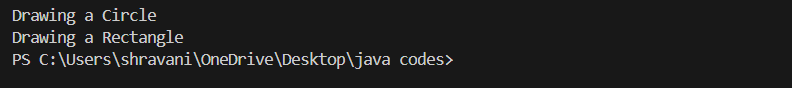 Drawing a Circle
Drawing a Rectangle
PS C:\Users\shravani\OneDrive\Desktop\java codes>